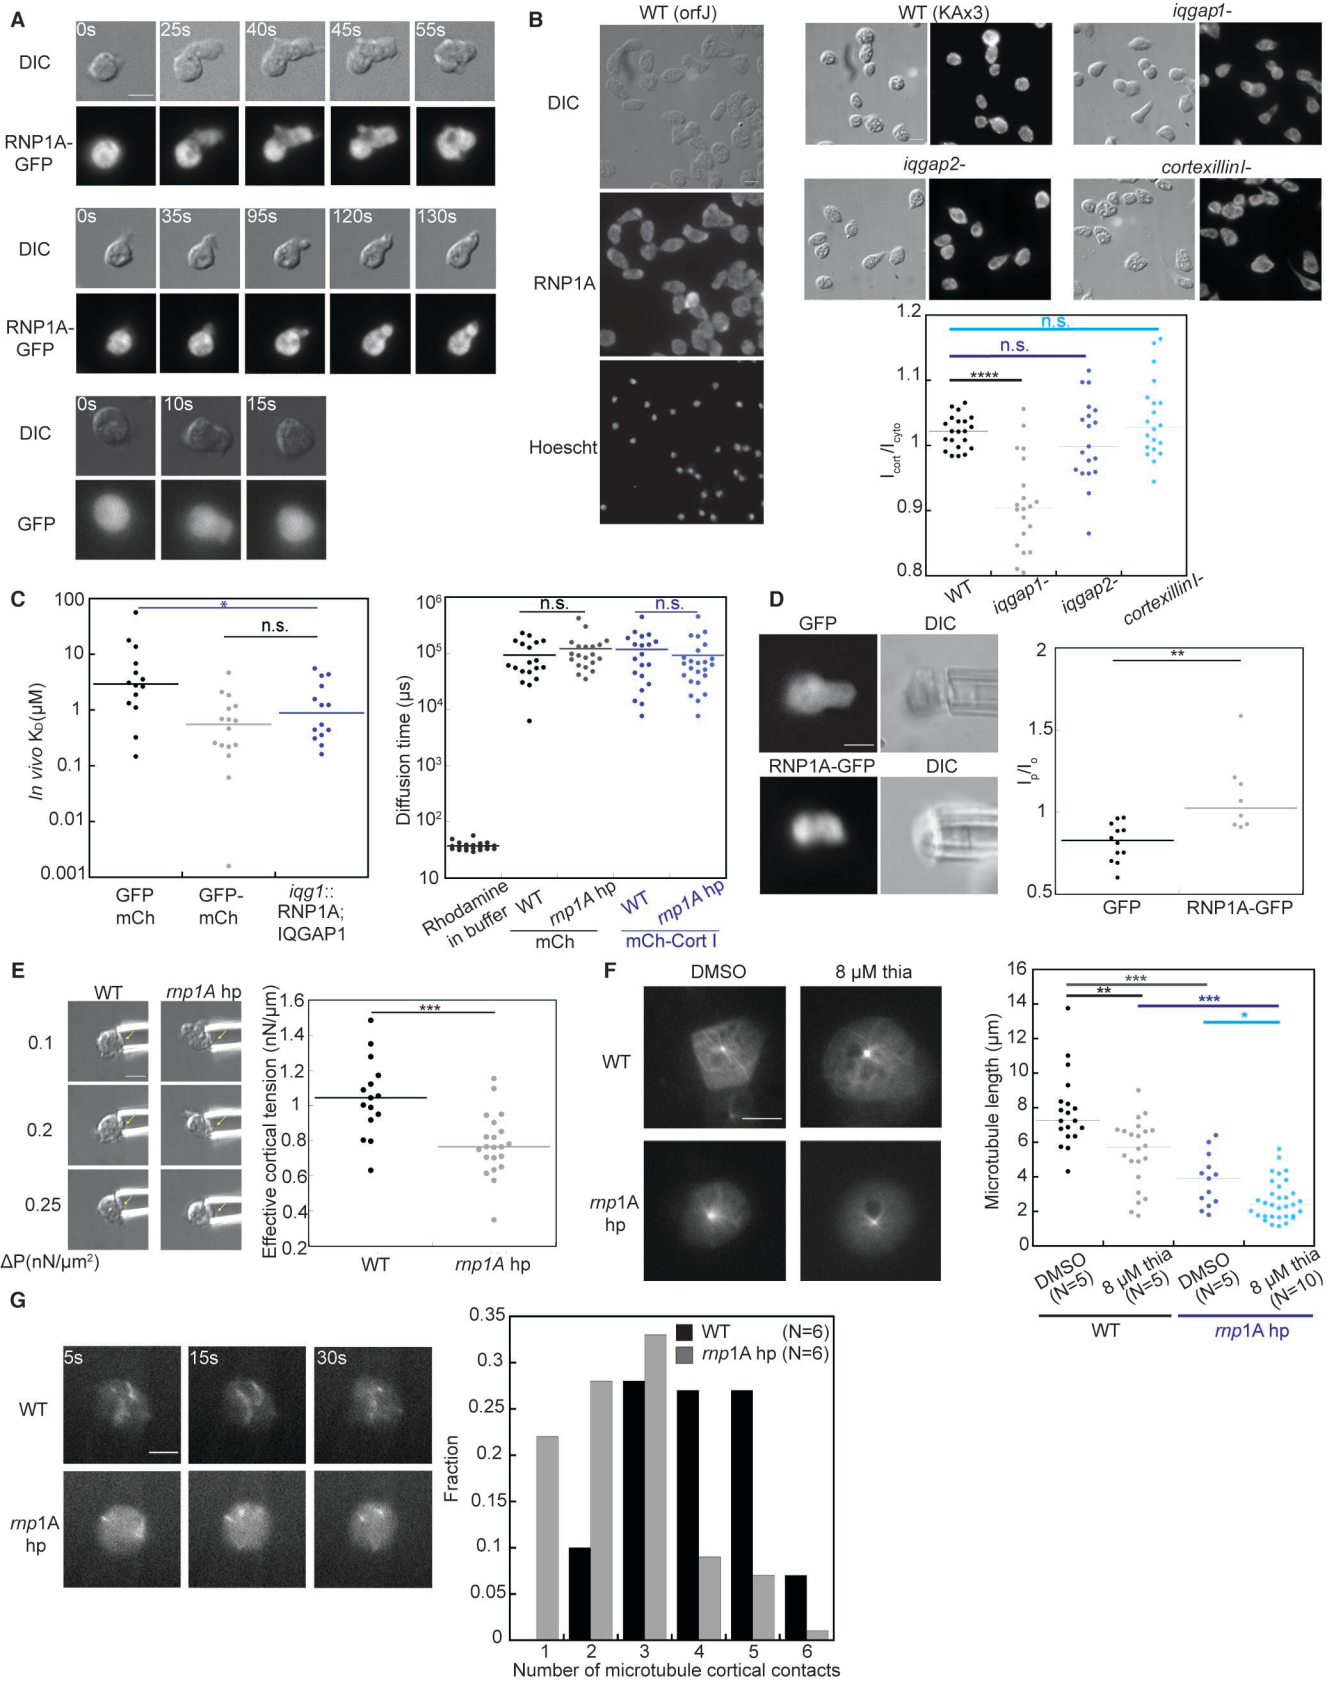 A
0s 25s 40s 45s 55s
DIC
RNP1A-
GFP
0s 35s 95s 120s 130s
DIC
RNP1A-
GFP
0s 10s 15s
DIC
GFP
B
WT (orfJ) WT (KAx3) iqgap1-
DIC
iqgap2- cortexillinI-
RNP1A
Hoescht
1.2
1.1
1
0.9
0.8
Icort/Icyto
n.s.
n.s.
****
WT iqgap1- iqgap2- cortexillinI-
C
100
10
1
0.1
0.01
0.001
In vivo KD(µM)
*
n.s.
GFP
mCh
GFP-
mCh
iqg1::
RNP1A;
IQGAP1
10⁶
10⁵
10⁴
10³
10²
10
Diffusion time (µs)
n.s. n.s.
Rhodamine
in buffer
WT rnp1A hp WT rnp1A hp
mCh mCh-Cort I
D
GFP DIC
RNP1A-GFP DIC
2
1.5
1
0.5
Ip/Io
**
GFP RNP1A-GFP
E
WT rnp1A hp
0.1
0.2
0.25
ΔP(nN/µm²)
1.6
1.4
1.2
1
0.8
0.6
0.4
0.2
Effective cortical tension (nN/µm)
***
WT rnp1A hp
F
DMSO 8 µM thia
WT
rnp1A
hp
16
14
12
10
8
6
4
2
0
Microtubule length (µm)
***
**
***
*
DMSO
(N=5)
8 µM thia
(N=5)
DMSO
(N=5)
8 µM thia
(N=10)
WT rnp1A hp
G
5s 15s 30s
WT
rnp1A
hp
0.35
0.3
0.25
0.2
0.15
0.1
0.05
0
Fraction
WT (N=6)
rnp1A hp (N=6)
1 2 3 4 5 6
Number of microtubule cortical contacts